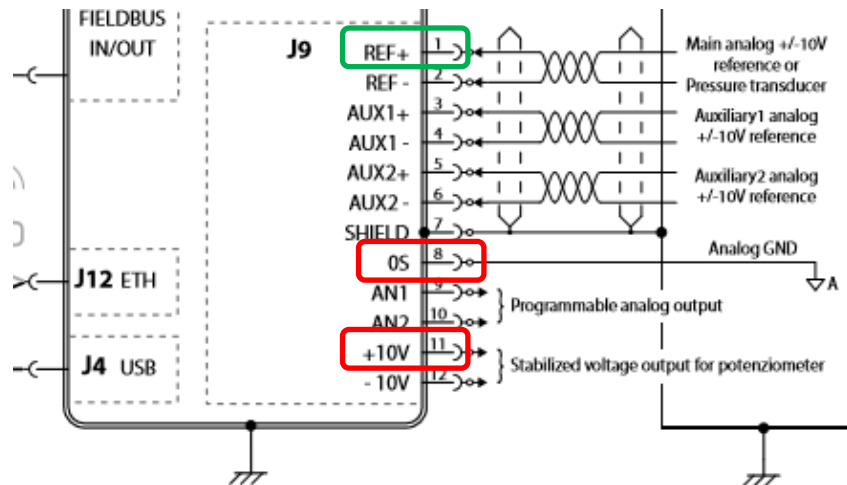 FIELDBUS
IN/OUT
J9
REF+ 1
REF - 2
Main analog +/-10V
reference or
Pressure transducer
AUX1+ 3
AUX1 - 4
Auxiliary1 analog
+/-10V reference
AUX2+ 5
AUX2 - 6
Auxiliary2 analog
+/-10V reference
SHIELD 7
0S 8
Analog GND
A
J12 ETH
AN1 9
AN2 10
Programmable analog output
+10V 11
- 10V 12
Stabilized voltage output for potenziometer
J4 USB